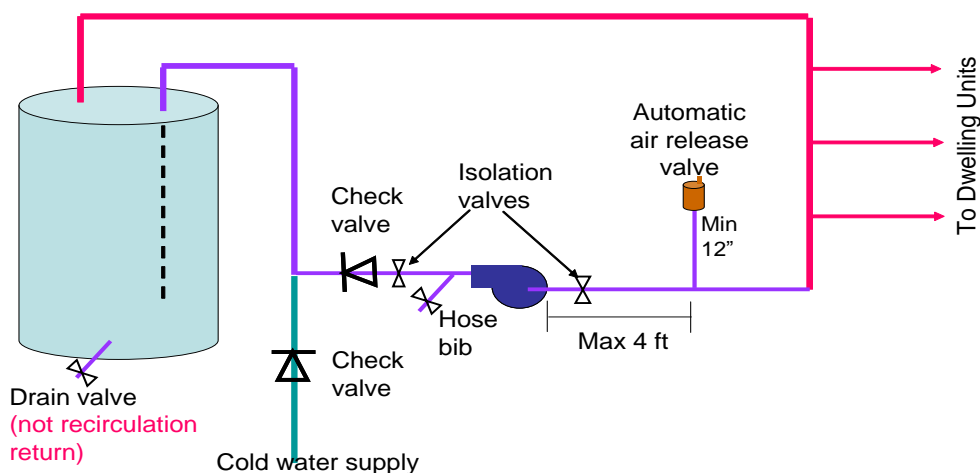 Automatic
air release
valve
To Dwelling Units
Isolation
valves
Check
valve
Min
12”
Hose
bib
Max 4 ft
Check
valve
Drain valve
(not recirculation
return)
Cold water supply